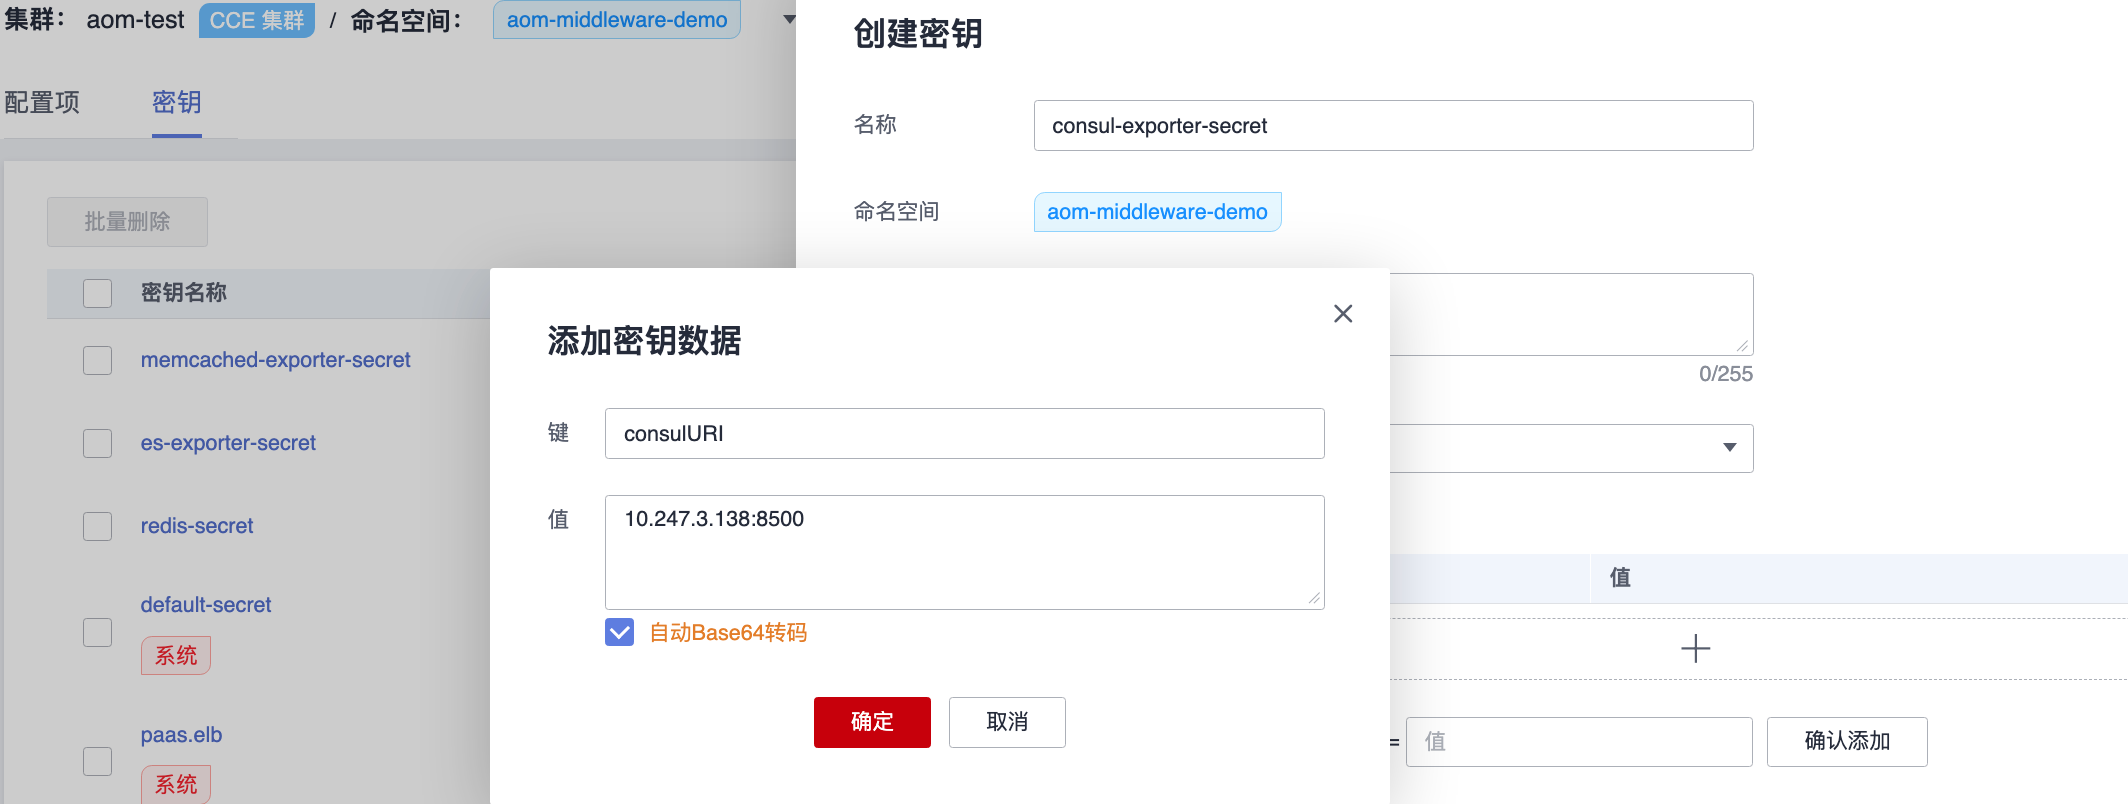 集群： aom-test CCE 集群 / 命名空间： aom-middleware-demo
配置项 密钥
批量删除
密钥名称
memcached-exporter-secret
es-exporter-secret
redis-secret
default-secret
系统
paas.elb
系统
创建密钥
名称 consul-exporter-secret
命名空间 aom-middleware-demo
0/255
值
= 值 确认添加
添加密钥数据
键 consulURI
值 10.247.3.138:8500
自动Base64转码
确定 取消